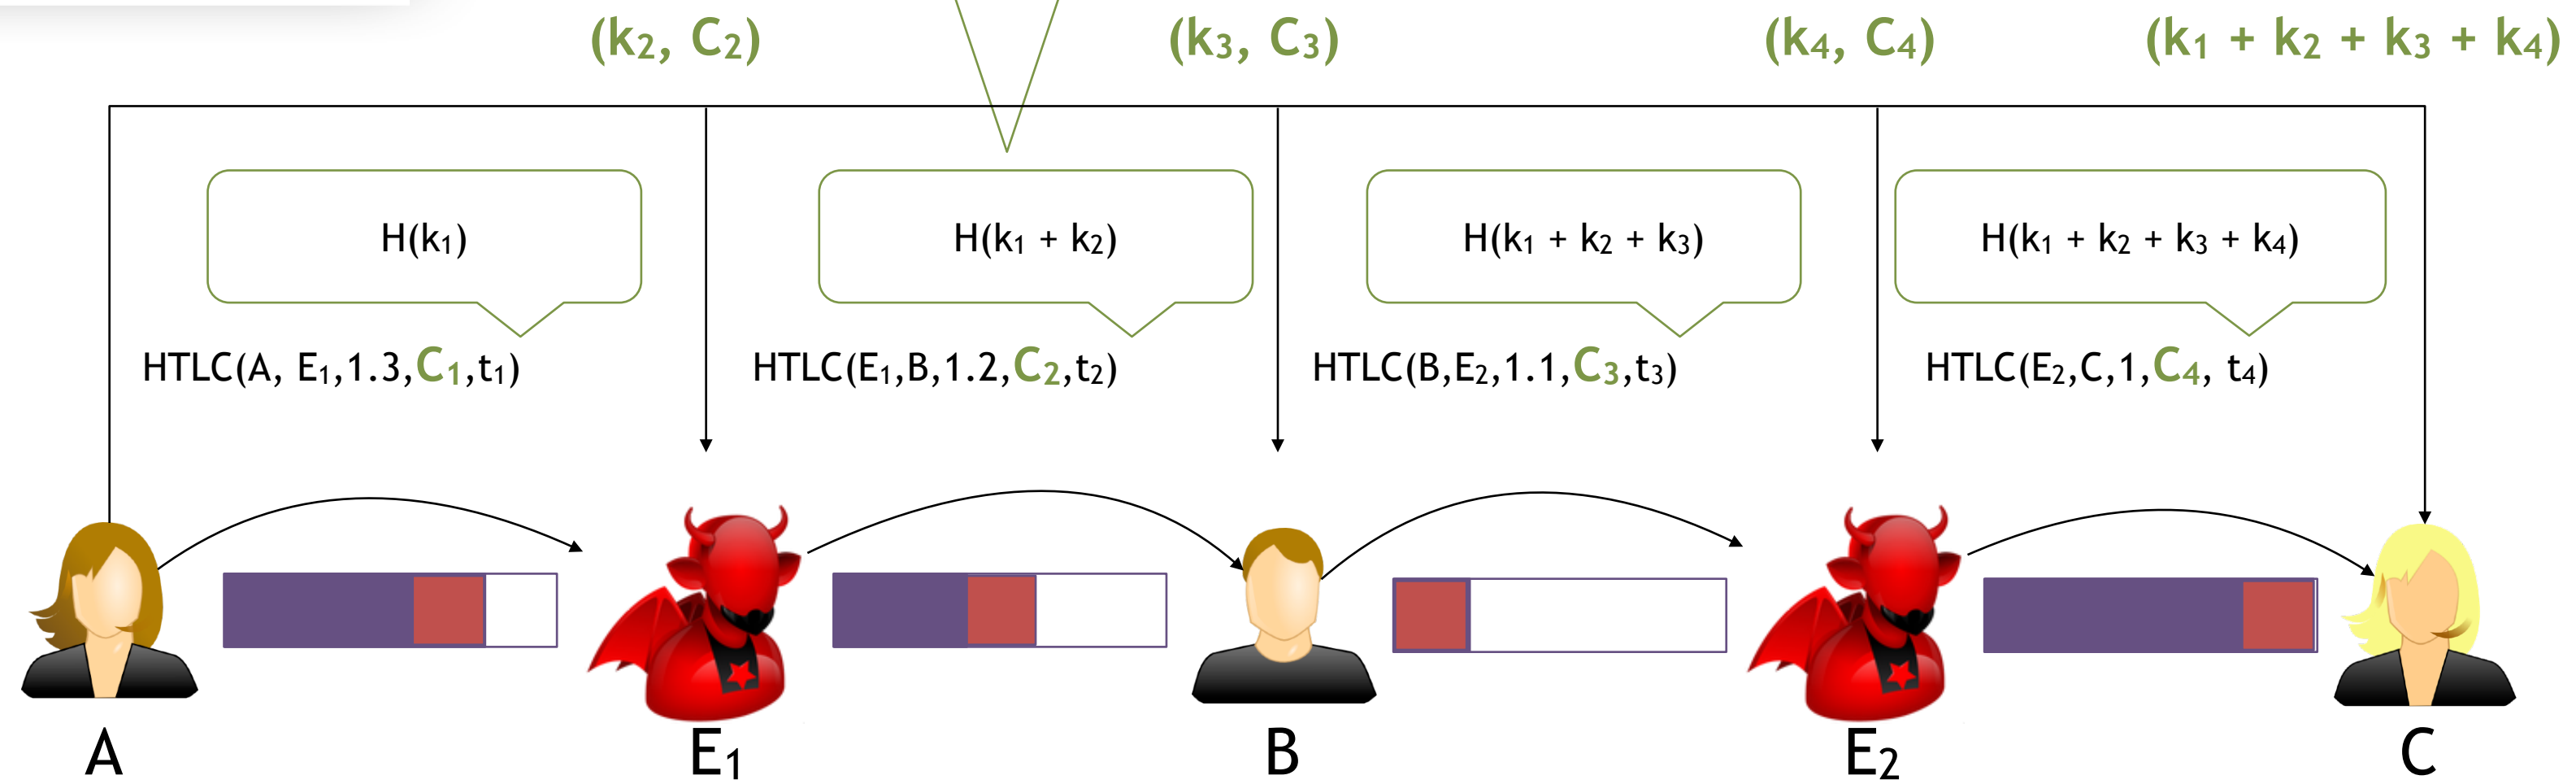 (k₂, C₂) (k₃, C₃) (k₄, C₄) (k₁ + k₂ + k₃ + k₄)
H(k₁) H(k₁ + k₂) H(k₁ + k₂ + k₃) H(k₁ + k₂ + k₃ + k₄)
HTLC(A, E₁,1.3,C₁,t₁) HTLC(E₁,B,1.2,C₂,t₂) HTLC(B,E₂,1.1,C₃,t₃) HTLC(E₂,C,1,C₄, t₄)
A E₁ B E₂ C